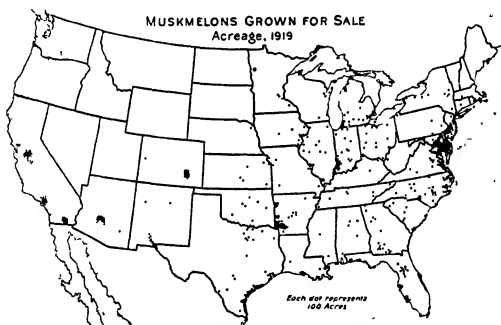 MUSKMELONS GROWN FOR SALE
ACREAGE, 1919
Each dot represents
100 Acres